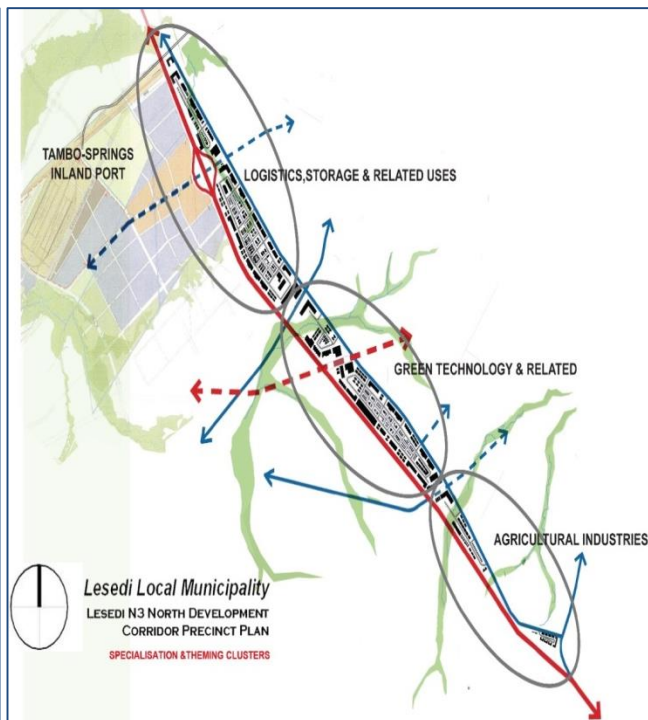 TAMBO-SPRINGS
INLAND PORT
LOGISTICS,STORAGE & RELATED USES
GREEN TECHNOLOGY & RELATED
AGRICULTURAL INDUSTRIES
Lesedi Local Municipality
LESEDI N3 NORTH DEVELOPMENT
CORRIDOR PRECINCT PLAN
SPECIALISATION &THEMING CLUSTERS